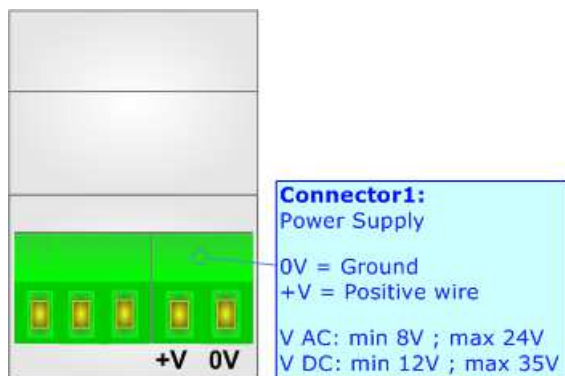 Connector1:
Power Supply
0V = Ground
+V = Positive wire
V AC: min 8V ; max 24V
V DC: min 12V ; max 35V
+V 0V